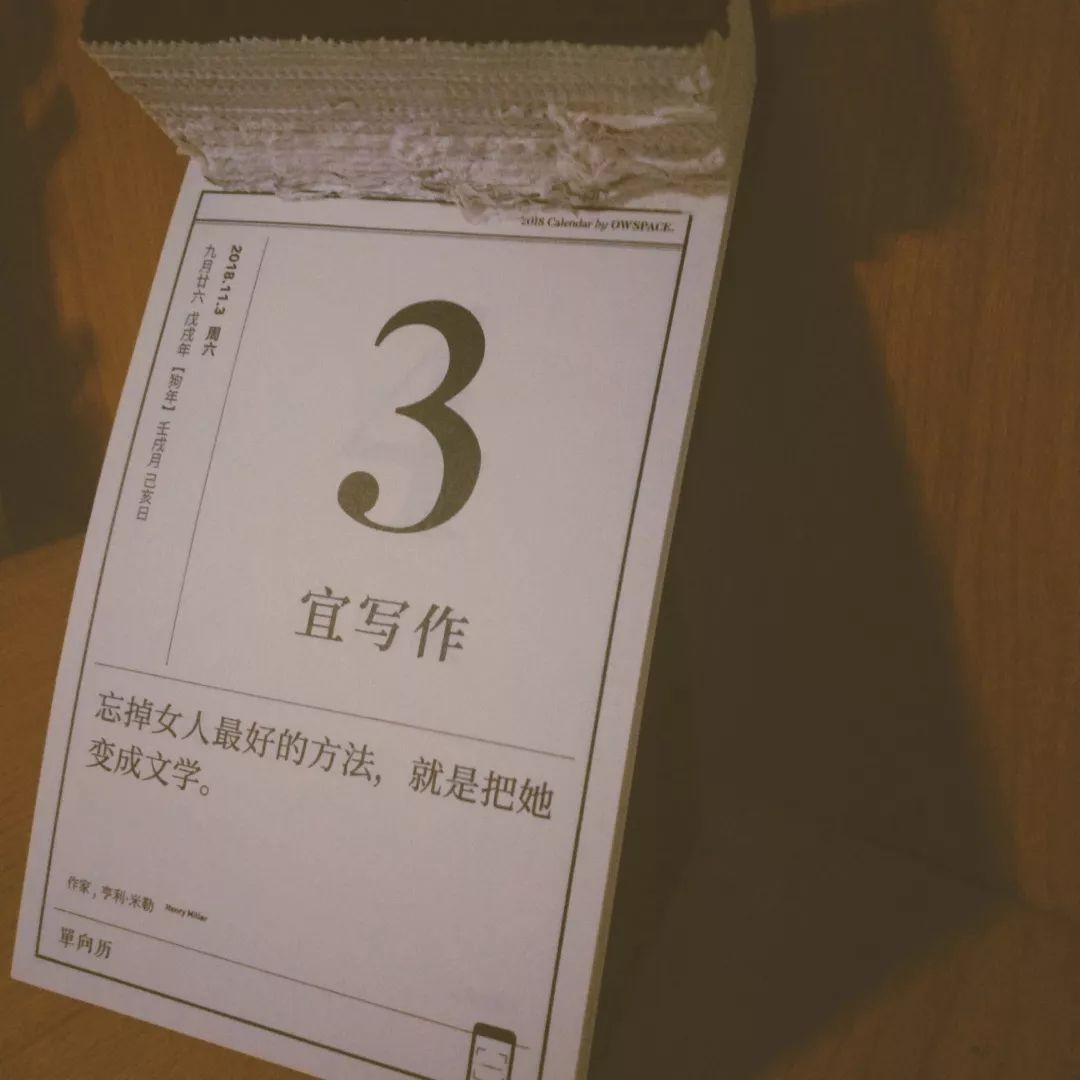 2018 Calendar by OWSPACE.
2018.11.3 周六
九月廿六 戊戌年【狗年】壬戌月 己亥日
3
宜写作
忘掉女人最好的方法，就是把她
变成文学。
作家，亨利·米勒 Henry Miller
單向历